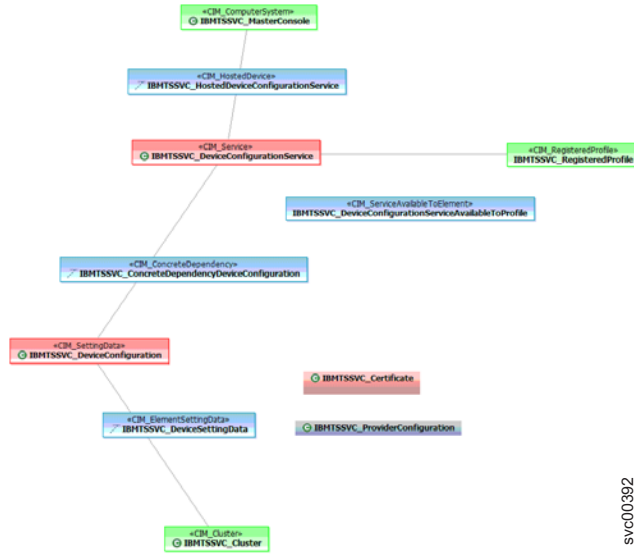 «CIM_ComputerSystem»
IBMTSSVC_MasterConsole
«CIM_HostedDevice»
IBMTSSVC_HostedDeviceConfigurationService
«CIM_Service»
IBMTSSVC_DeviceConfigurationService
«CIM_RegisteredProfile»
IBMTSSVC_RegisteredProfile
«CIM_ServiceAvailableToElement»
IBMTSSVC_DeviceConfigurationServiceAvailableToProfile
«CIM_ConcreteDependency»
IBMTSSVC_ConcreteDependencyDeviceConfiguration
«CIM_SettingData»
IBMTSSVC_DeviceConfiguration
IBMTSSVC_Certificate
«CIM_ElementSettingData»
IBMTSSVC_DeviceSettingData
IBMTSSVC_ProviderConfiguration
«CIM_Cluster»
IBMTSSVC_Cluster
svc00392